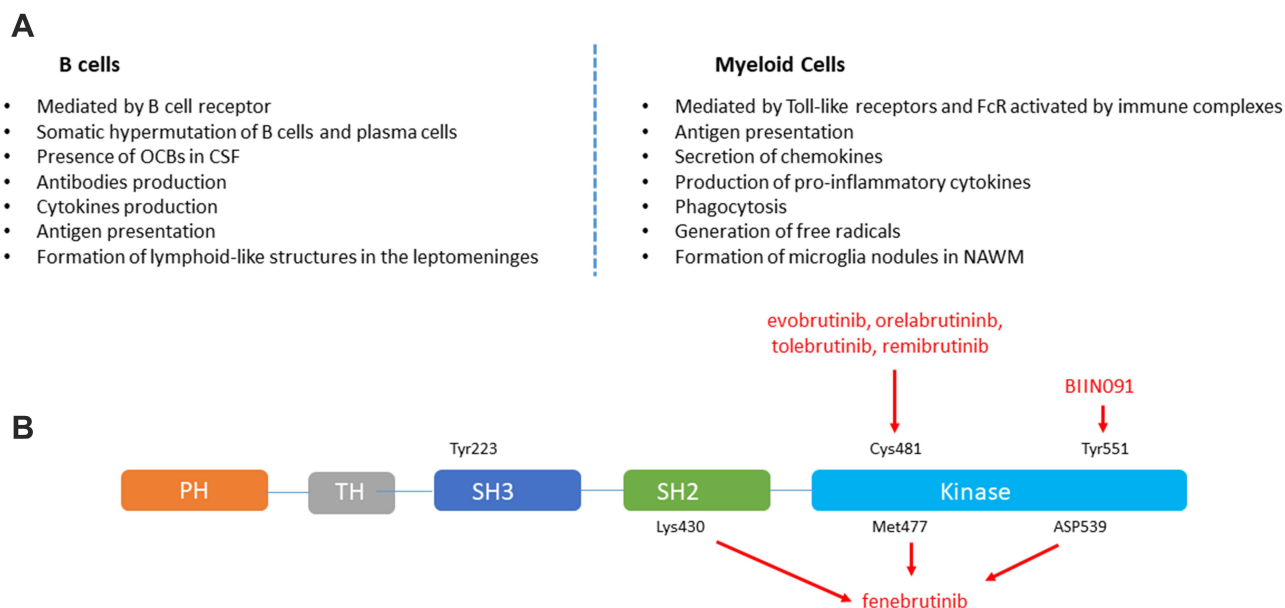 A
B cells
• Mediated by B cell receptor
• Somatic hypermutation of B cells and plasma cells
• Presence of OCBs in CSF
• Antibodies production
• Cytokines production
• Antigen presentation
• Formation of lymphoid-like structures in the leptomeninges
Myeloid Cells
• Mediated by Toll-like receptors and FcR activated by immune complexes
• Antigen presentation
• Secretion of chemokines
• Production of pro-inflammatory cytokines
• Phagocytosis
• Generation of free radicals
• Formation of microglia nodules in NAWM
B
evobrutinib, orelabrutininb,
tolebrutinib, remibrutinib
BIIN091
Tyr223
Cys481
Tyr551
PH
TH
SH3
SH2
Kinase
Lys430
Met477
ASP539
fenebrutinib